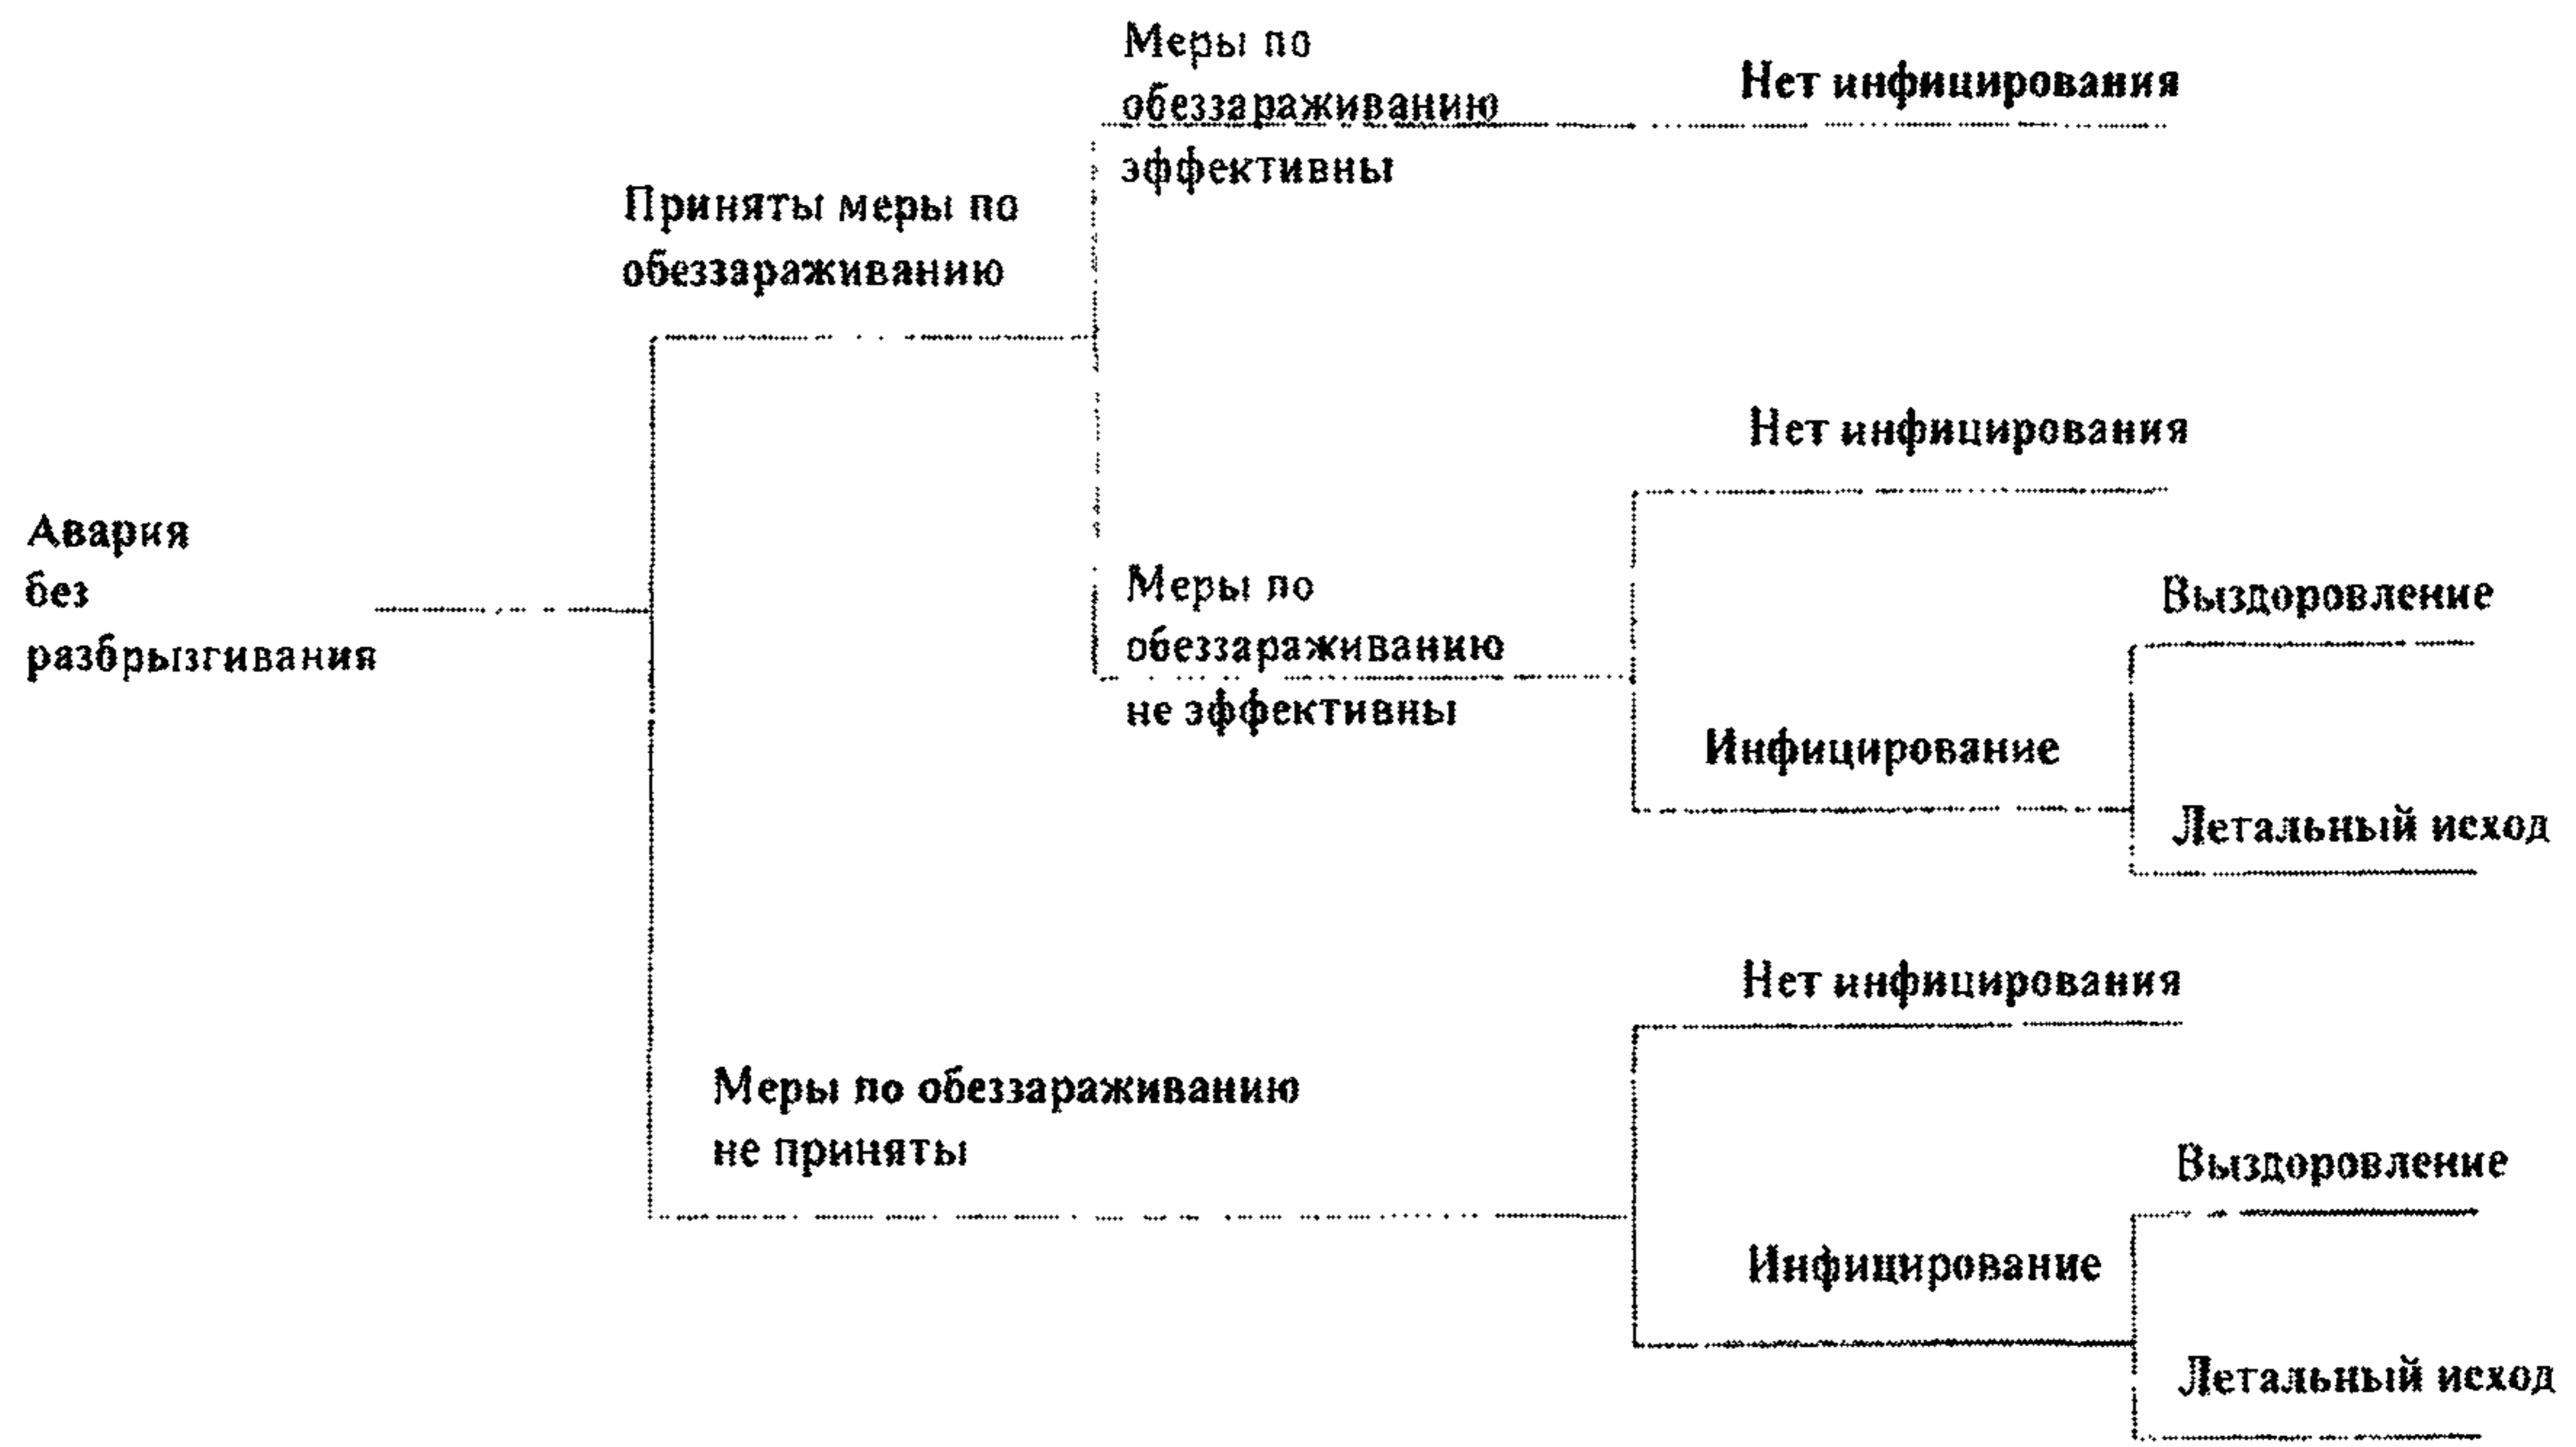 Меры по
обеззараживанию
эффективны
Нет инфицирования
Приняты меры по
обеззараживанию
Нет инфицирования
Авария
без
разбрызгивания
Меры по
обеззараживанию
не эффективны
Выздоровление
Инфицирование
Летальный исход
Нет инфицирования
Меры по обеззараживанию
не приняты
Выздоровление
Инфицирование
Летальный исход